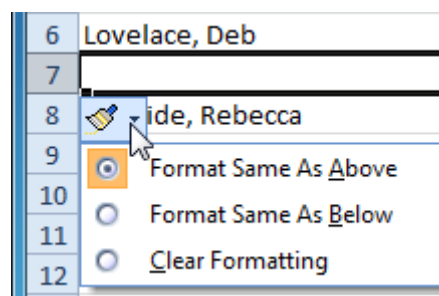 6 Lovelace, Deb
7
8 ide, Rebecca
9
Format Same As Above
10
Format Same As Below
11
Clear Formatting
12